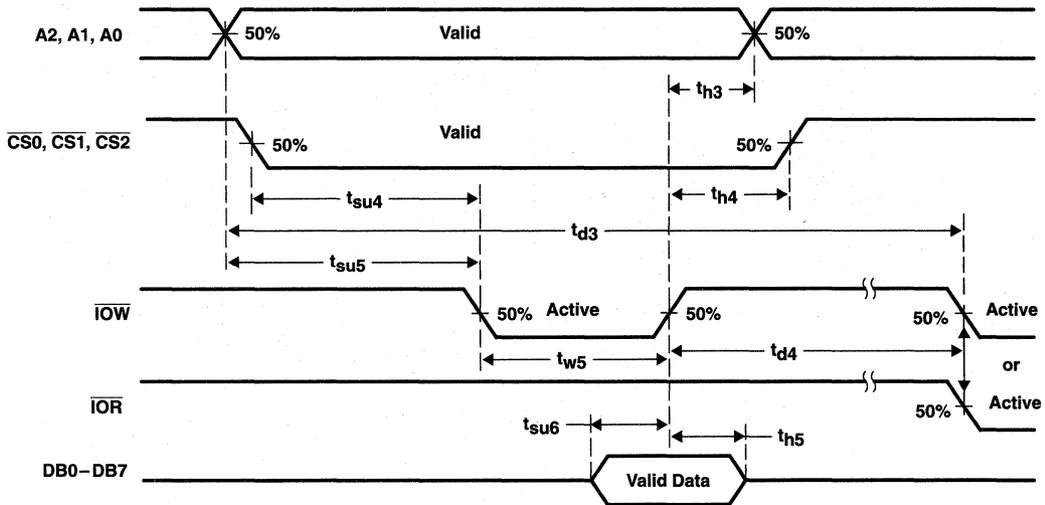 A2, A1, A0 50% Valid 50%
th3
CS0, CS1, CS2 50% Valid 50%
tsu4 th4
td3
tsu5
IOW 50% Active 50% 50% Active
tw5 td4 or
IOR 50% Active
tsu6 th5
DB0–DB7 Valid Data